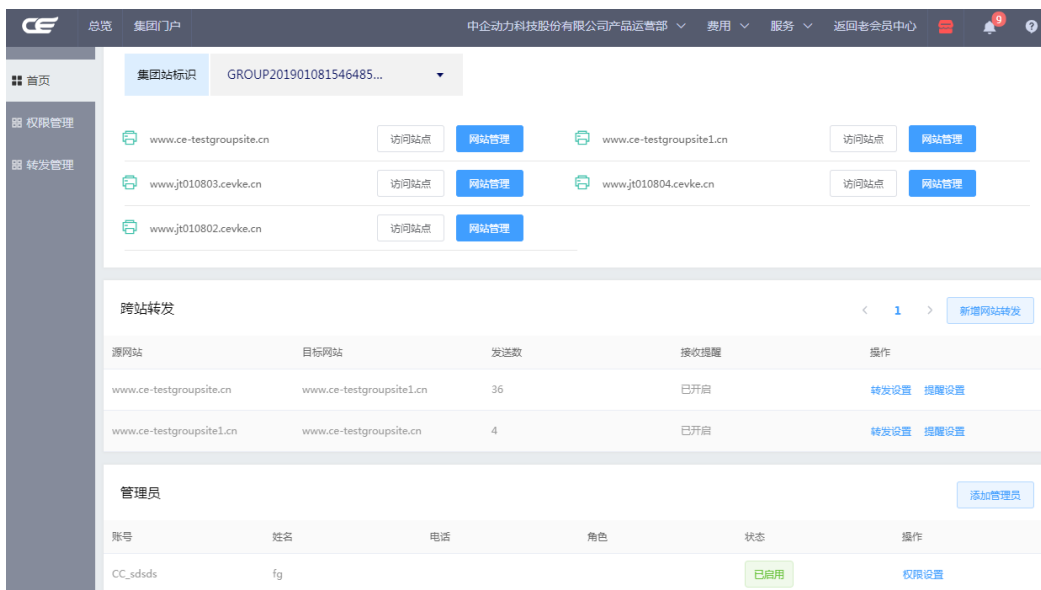 CE 总览 集团门户 中企动力科技股份有限公司产品运营部 费用 服务 返回老会员中心 9
首页
权限管理
转发管理
集团站标识 GROUP201901081546485...
www.ce-testgroupsite.cn 访问站点 网站管理 www.ce-testgroupsite1.cn 访问站点 网站管理
www.jt010803.cevke.cn 访问站点 网站管理 www.jt010804.cevke.cn 访问站点 网站管理
www.jt010802.cevke.cn 访问站点 网站管理
跨站转发 < 1 > 新增网站转发
源网站 目标网站 发送数 接收提醒 操作
www.ce-testgroupsite.cn www.ce-testgroupsite1.cn 36 已开启 转发设置 提醒设置
www.ce-testgroupsite1.cn www.ce-testgroupsite.cn 4 已开启 转发设置 提醒设置
管理员 添加管理员
账号 姓名 电话 角色 状态 操作
CC_sdsds fg 已启用 权限设置